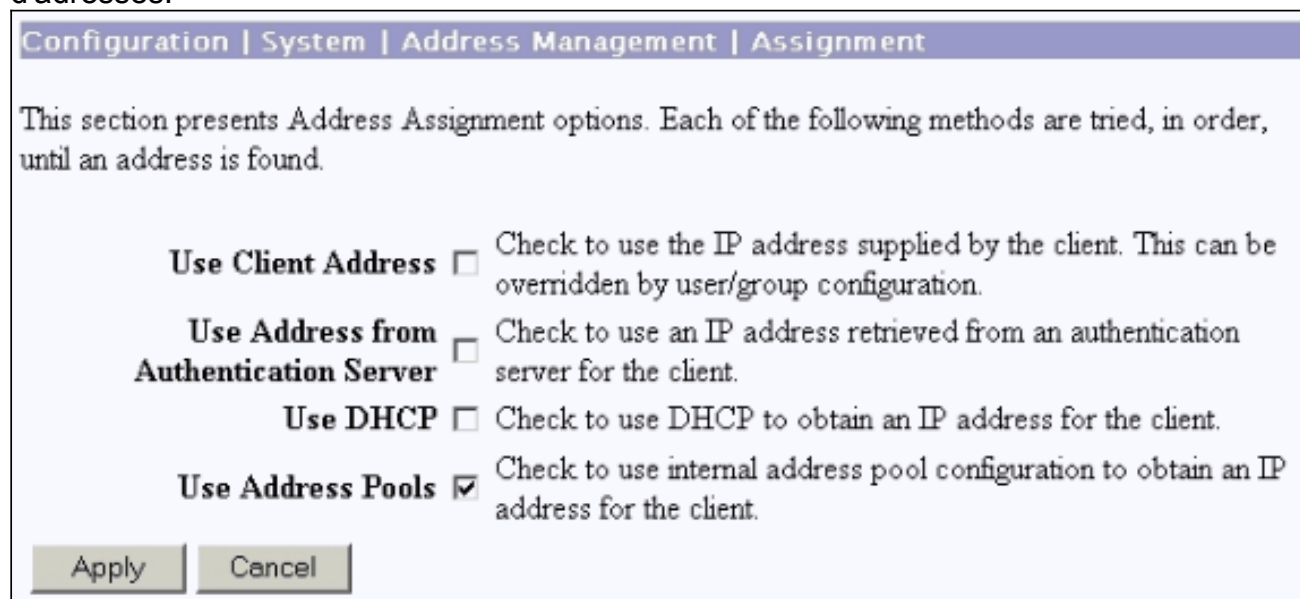 d'adresses.
Configuration | System | Address Management | Assignment
This section presents Address Assignment options. Each of the following methods are tried, in order,
until an address is found.
Use Client Address
Check to use the IP address supplied by the client. This can be
overridden by user/group configuration.
Use Address from
Authentication Server
Check to use an IP address retrieved from an authentication
server for the client.
Use DHCP
Check to use DHCP to obtain an IP address for the client.
Use Address Pools
Check to use internal address pool configuration to obtain an IP
address for the client.
Apply
Cancel